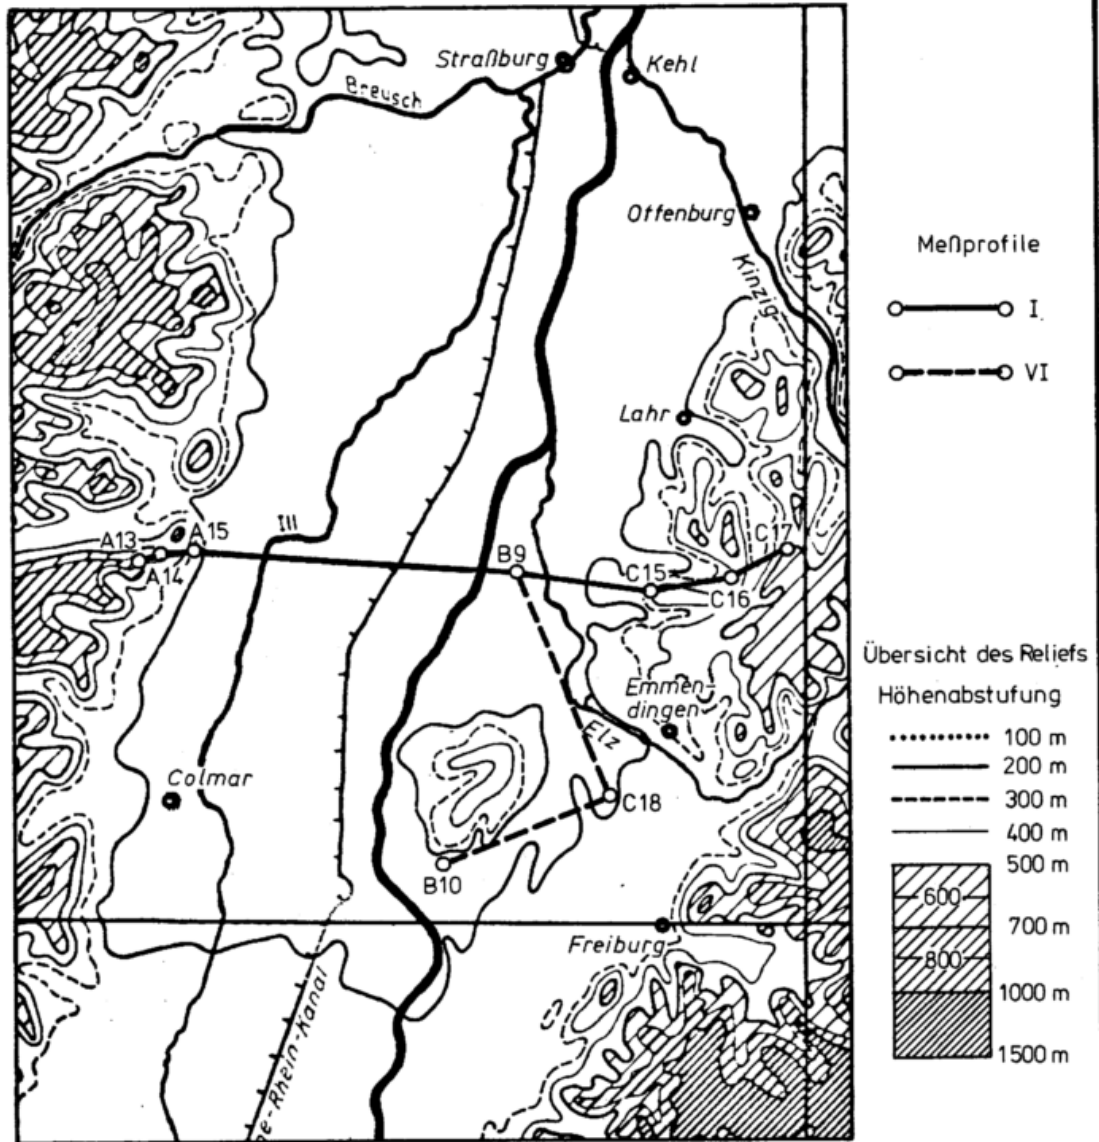 Straßburg
Kehl
Breusch
Offenburg
Kinzig
Lahr
Ill
A13
A14
A15
B9
C15
C16
C17
Emmen-
dingen
Elz
Colmar
C18
B10
Freiburg
Rhein-Kanal
Meßprofile
I
VI
Übersicht des Reliefs
Höhenabstufung
100 m
200 m
300 m
400 m
500 m
600
700 m
800
1000 m
1500 m